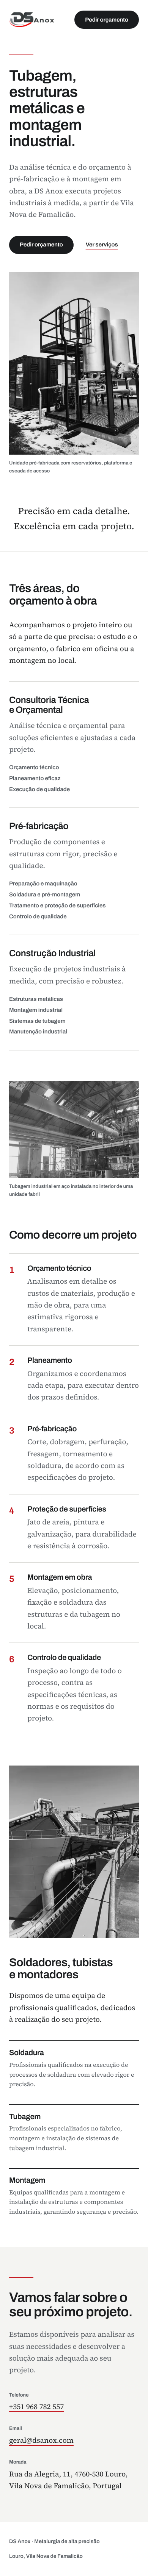 DS Anox
Pedir orçamento
Tubagem,
estruturas
metálicas e
montagem
industrial.
Da análise técnica e do orçamento à
pré-fabricação e à montagem em
obra, a DS Anox executa projetos
industriais à medida, a partir de Vila
Nova de Famalicão.
Pedir orçamento
Ver serviços
Unidade pré-fabricada com reservatórios, plataforma e
escada de acesso
Precisão em cada detalhe.
Excelência em cada projeto.
Três áreas, do
orçamento à obra
Acompanhamos o projeto inteiro ou
só a parte de que precisa: o estudo e o
orçamento, o fabrico em oficina ou a
montagem no local.
Consultoria Técnica
e Orçamental
Análise técnica e orçamental para
soluções eficientes e ajustadas a cada
projeto.
Orçamento técnico
Planeamento eficaz
Execução de qualidade
Pré-fabricação
Produção de componentes e
estruturas com rigor, precisão e
qualidade.
Preparação e maquinação
Soldadura e pré-montagem
Tratamento e proteção de superfícies
Controlo de qualidade
Construção Industrial
Execução de projetos industriais à
medida, com precisão e robustez.
Estruturas metálicas
Montagem industrial
Sistemas de tubagem
Manutenção industrial
Tubagem industrial em aço instalada no interior de uma
unidade fabril
Como decorre um projeto
1 Orçamento técnico
Analisamos em detalhe os
custos de materiais, produção e
mão de obra, para uma
estimativa rigorosa e
transparente.
2 Planeamento
Organizamos e coordenamos
cada etapa, para executar dentro
dos prazos definidos.
3 Pré-fabricação
Corte, dobragem, perfuração,
fresagem, torneamento e
soldadura, de acordo com as
especificações do projeto.
4 Proteção de superfícies
Jato de areia, pintura e
galvanização, para durabilidade
e resistência à corrosão.
5 Montagem em obra
Elevação, posicionamento,
fixação e soldadura das
estruturas e da tubagem no
local.
6 Controlo de qualidade
Inspeção ao longo de todo o
processo, contra as
especificações técnicas, as
normas e os requisitos do
projeto.
Soldadores, tubistas
e montadores
Dispomos de uma equipa de
profissionais qualificados, dedicados
à realização do seu projeto.
Soldadura
Profissionais qualificados na execução de
processos de soldadura com elevado rigor e
precisão.
Tubagem
Profissionais especializados no fabrico,
montagem e instalação de sistemas de
tubagem industrial.
Montagem
Equipas qualificadas para a montagem e
instalação de estruturas e componentes
industriais, garantindo segurança e precisão.
Vamos falar sobre o
seu próximo projeto.
Estamos disponíveis para analisar as
suas necessidades e desenvolver a
solução mais adequada ao seu
projeto.
Telefone
+351 968 782 557
Email
geral@dsanox.com
Morada
Rua da Alegria, 11, 4760-530 Louro,
Vila Nova de Famalicão, Portugal
DS Anox · Metalurgia de alta precisão
Louro, Vila Nova de Famalicão